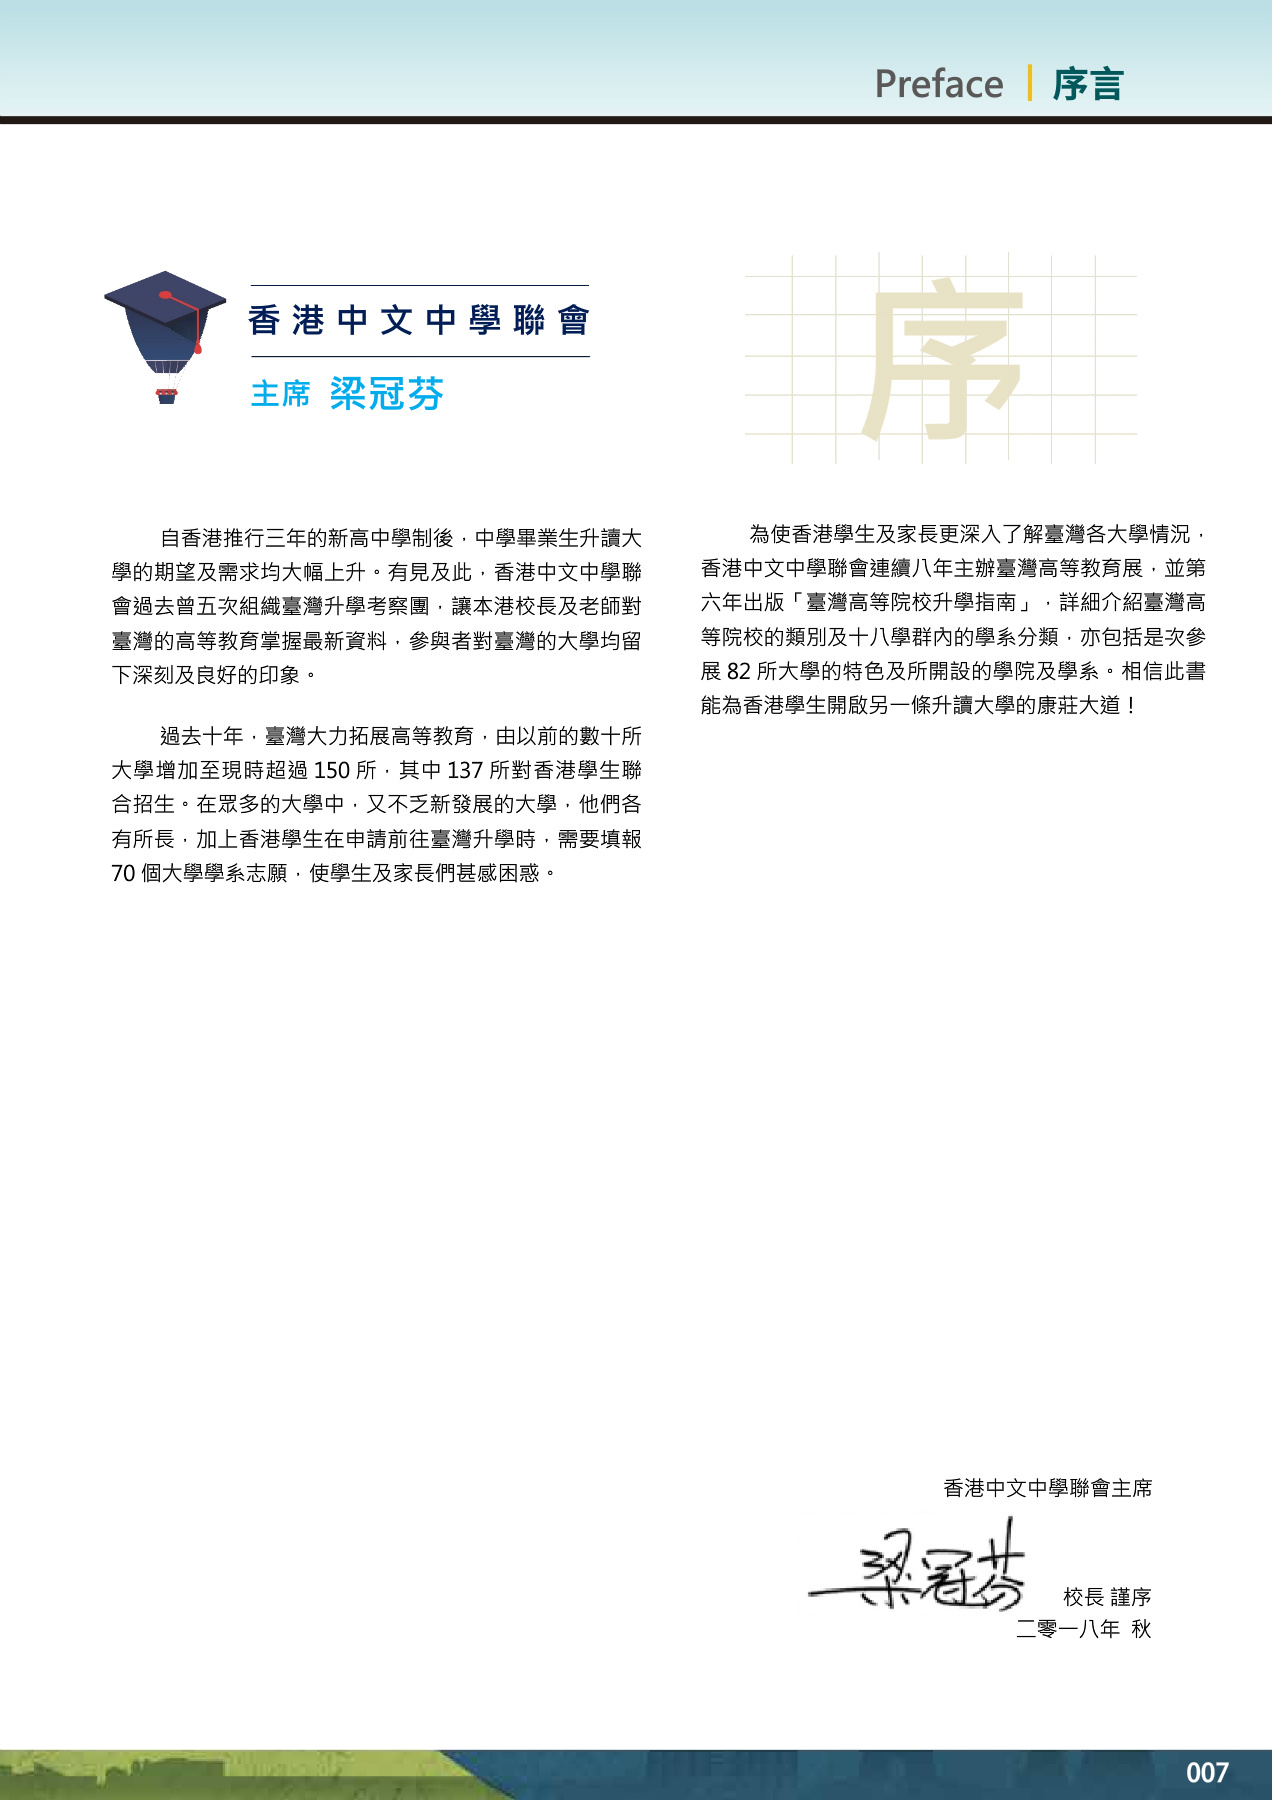 Preface | 序言
香港中文中學聯會
主席 梁冠芬
序
自香港推行三年的新高中學制後，中學畢業生升讀大
學的期望及需求均大幅上升。有見及此，香港中文中學聯
會過去曾五次組織臺灣升學考察團，讓本港校長及老師對
臺灣的高等教育掌握最新資料，參與者對臺灣的大學均留
下深刻及良好的印象。
過去十年，臺灣大力拓展高等教育，由以前的數十所
大學增加至現時超過 150 所，其中 137 所對香港學生聯
合招生。在眾多的大學中，又不乏新發展的大學，他們各
有所長，加上香港學生在申請前往臺灣升學時，需要填報
70 個大學學系志願，使學生及家長們甚感困惑。
為使香港學生及家長更深入了解臺灣各大學情況，
香港中文中學聯會連續八年主辦臺灣高等教育展，並第
六年出版「臺灣高等院校升學指南」，詳細介紹臺灣高
等院校的類別及十八學群內的學系分類，亦包括是次參
展 82 所大學的特色及所開設的學院及學系。相信此書
能為香港學生開啟另一條升讀大學的康莊大道！
香港中文中學聯會主席
梁冠芬
校長 謹序
二零一八年 秋
007